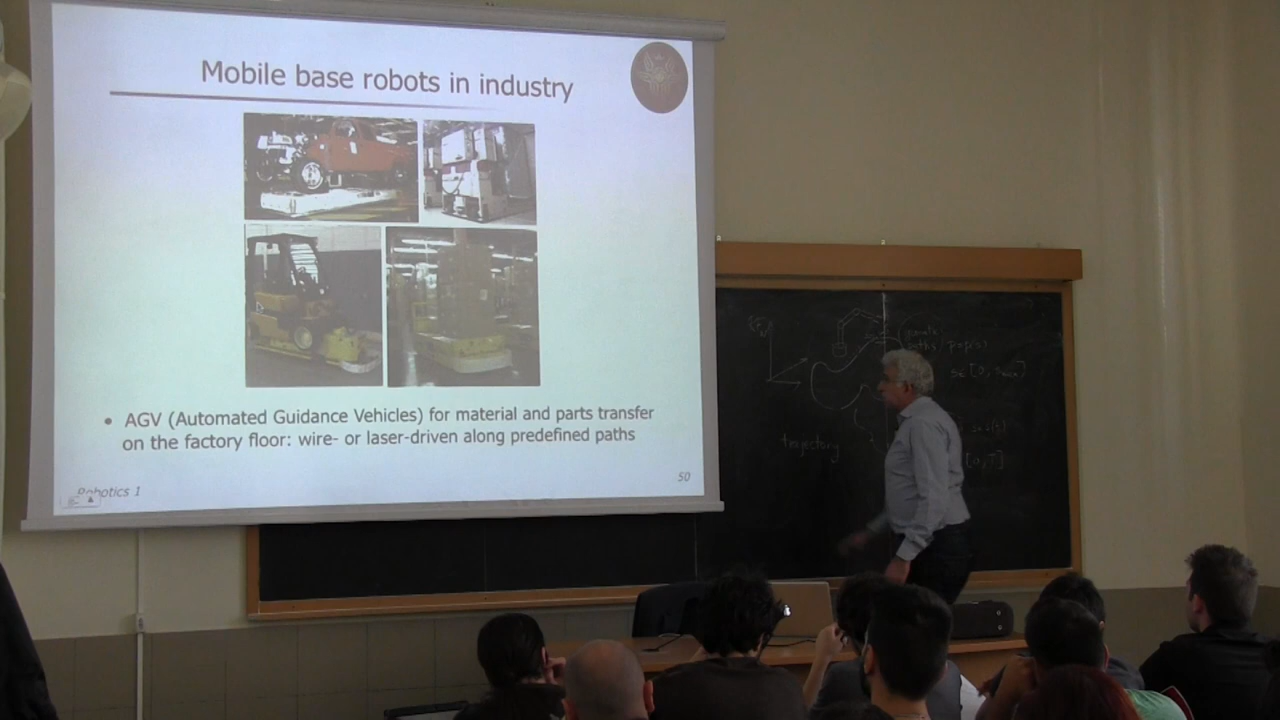 Mobile base robots in industry
• AGV (Automated Guidance Vehicles) for material and parts transfer
on the factory floor: wire- or laser-driven along predefined paths
Robotics 1
50
trajectory